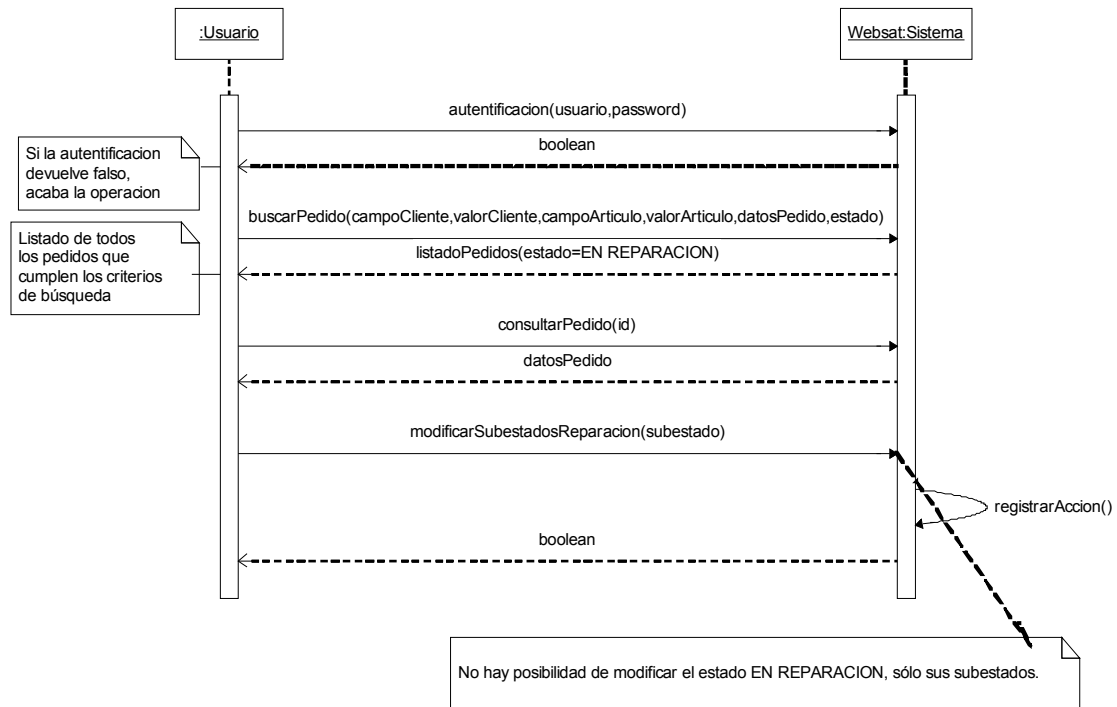 :Usuario
Websat:Sistema
autentificacion(usuario,password)
boolean
Si la autentificacion
devuelve falso,
acaba la operacion
buscarPedido(campoCliente,valorCliente,campoArticulo,valorArticulo,datosPedido,estado)
listadoPedidos(estado=EN REPARACION)
Listado de todos
los pedidos que
cumplen los criterios
de búsqueda
consultarPedido(id)
datosPedido
modificarSubestadosReparacion(subestado)
registrarAccion()
boolean
No hay posibilidad de modificar el estado EN REPARACION, sólo sus subestados.